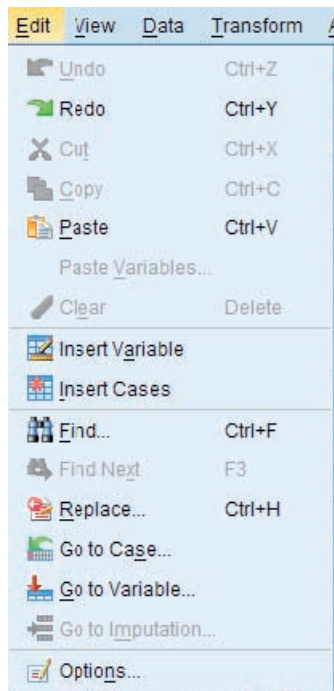 Edit View Data Transform
Undo Ctrl+Z
Redo Ctrl+Y
Cut Ctrl+X
Copy Ctrl+C
Paste Ctrl+V
Paste Variables...
Clear Delete
Insert Variable
Insert Cases
Find... Ctrl+F
Find Next F3
Replace... Ctrl+H
Go to Case...
Go to Variable...
Go to Imputation...
Options...